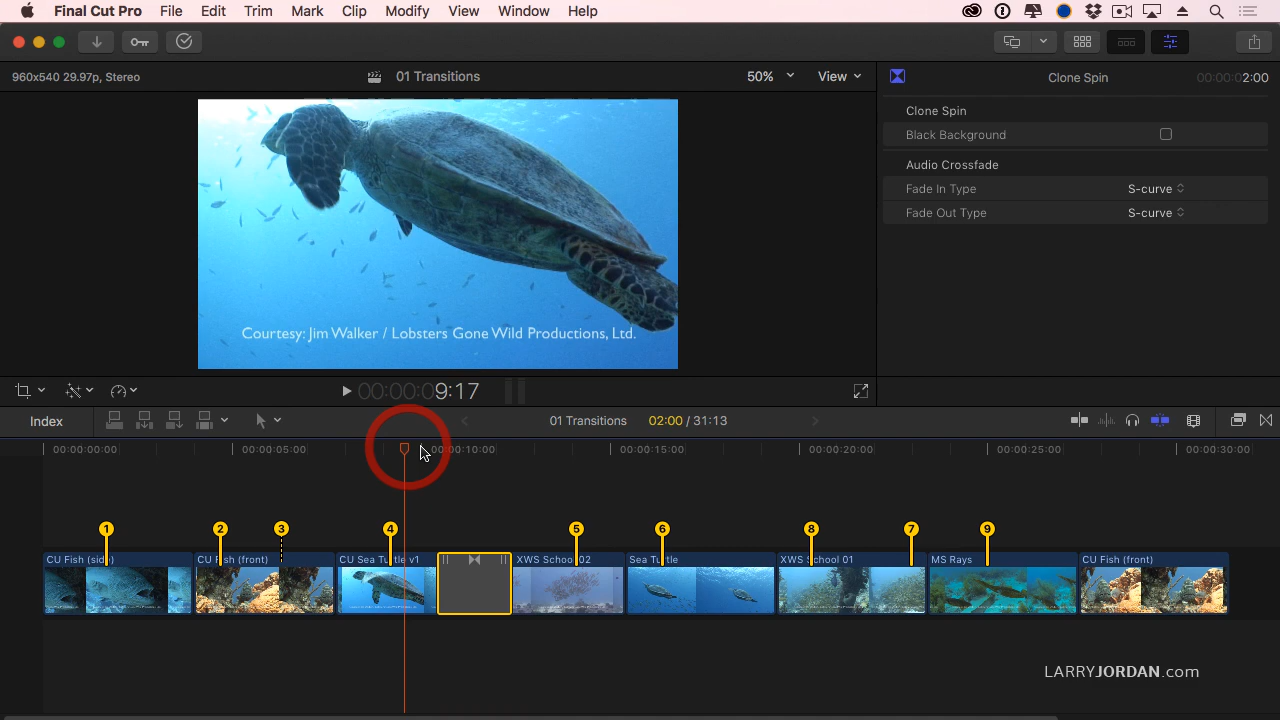 Final Cut Pro File Edit Trim Mark Clip Modify View Window Help
960x540 29.97p, Stereo
01 Transitions
50%
View
Clone Spin
00:00:02:00
Clone Spin
Black Background
Audio Crossfade
Fade In Type
S-curve
Fade Out Type
S-curve
Courtesy: Jim Walker / Lobsters Gone Wild Productions, Ltd.
00:00:09:17
Index
01 Transitions
02:00 / 31:13
00:00:00:00
00:00:05:00
00:00:10:00
00:00:15:00
00:00:20:00
00:00:25:00
00:00:30:00
1
2
3
4
5
6
8
7
9
CU Fish (side)
CU Fish (front)
CU Sea Turtle v1
XWS School 02
Sea Turtle
XWS School 01
MS Rays
CU Fish (front)
LARRYJORDAN.com